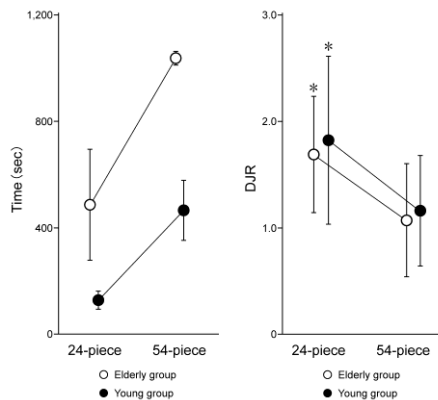 1,200
800
400
0
Time (sec)
24-piece
54-piece
Elderly group
Young group
3.0
2.0
1.0
0
DJR
*
*
24-piece
54-piece
Elderly group
Young group